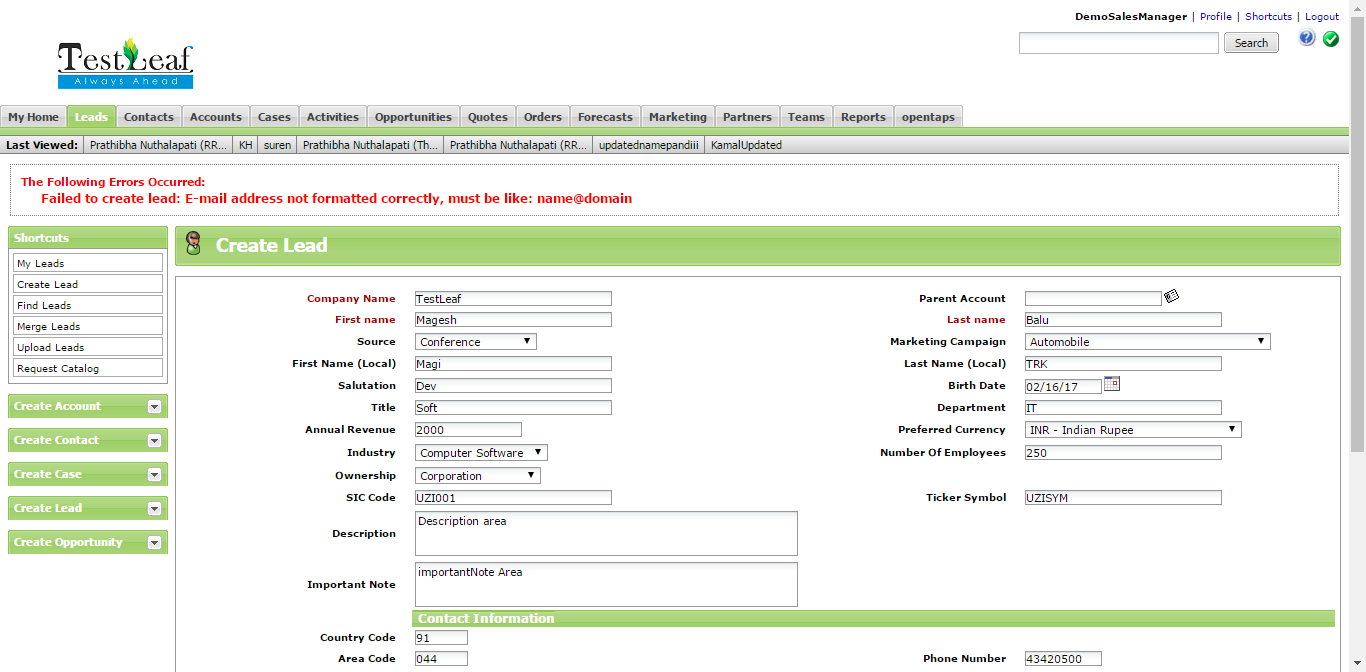 DemoSalesManager | Profile | Shortcuts | Logout
TestLeaf
Always Ahead
Search
My Home Leads Contacts Accounts Cases Activities Opportunities Quotes Orders Forecasts Marketing Partners Teams Reports opentaps
Last Viewed: Prathibha Nuthalapati (RR... KH suren Prathibha Nuthalapati (Th... Prathibha Nuthalapati (RR... updatednamepandiii KamalUpdated
The Following Errors Occurred:
Failed to create lead: E-mail address not formatted correctly, must be like: name@domain
Shortcuts
My Leads
Create Lead
Find Leads
Merge Leads
Upload Leads
Request Catalog
Create Account
Create Contact
Create Case
Create Lead
Create Opportunity
Create Lead
Company Name TestLeaf Parent Account
First name Magesh Last name Balu
Source Conference Marketing Campaign Automobile
First Name (Local) Magi Last Name (Local) TRK
Salutation Dev Birth Date 02/16/17
Title Soft Department IT
Annual Revenue 2000 Preferred Currency INR - Indian Rupee
Industry Computer Software Number Of Employees 250
Ownership Corporation
SIC Code UZI001 Ticker Symbol UZISYM
Description Description area
Important Note importantNote Area
Contact Information
Country Code 91
Area Code 044 Phone Number 43420500